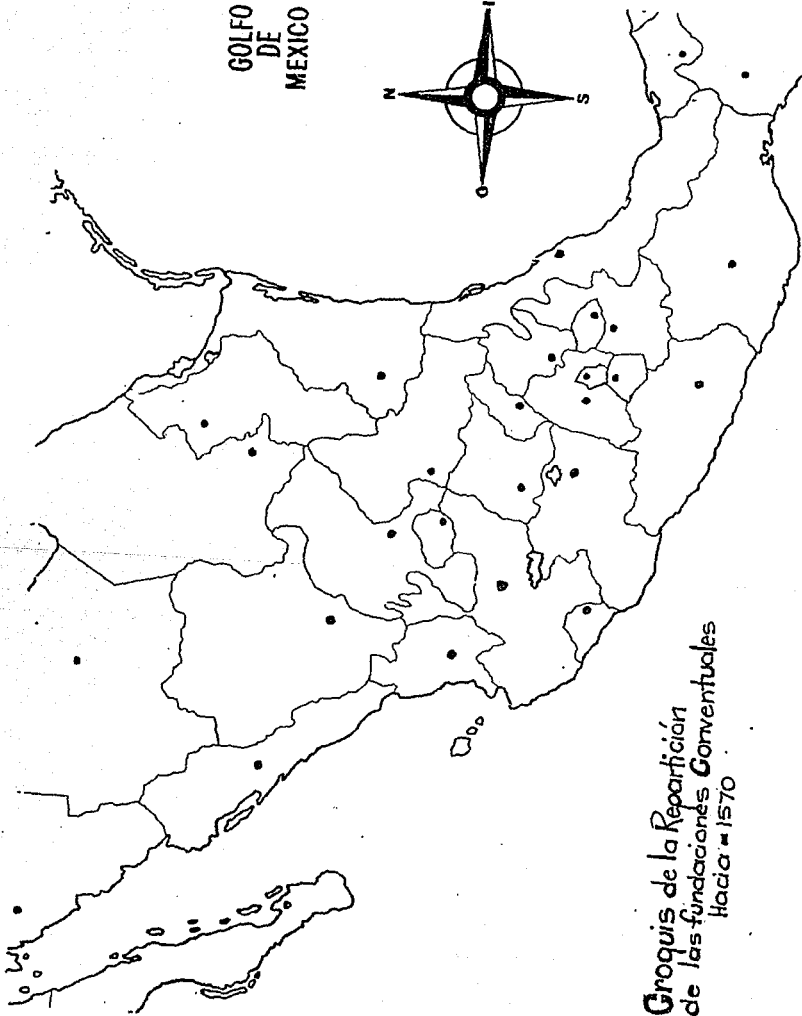 GOLFO
DE
MEXICO
N
S
O
Croquis de la Repartición
de las fundaciones Conventuales
Hacia = 1570